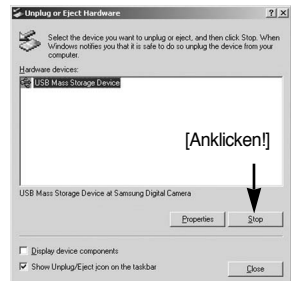 Unplug or Eject Hardware
Select the device you want to unplug or eject, and then click Stop. When
Windows notifies you that it is safe to do so unplug the device from your
computer.
Hardware devices:
USB Mass Storage Device
[Anklicken!]
USB Mass Storage Device at Samsung Digital Camera
Properties
Stop
Display device components
Show Unplug/Eject icon on the taskbar
Close